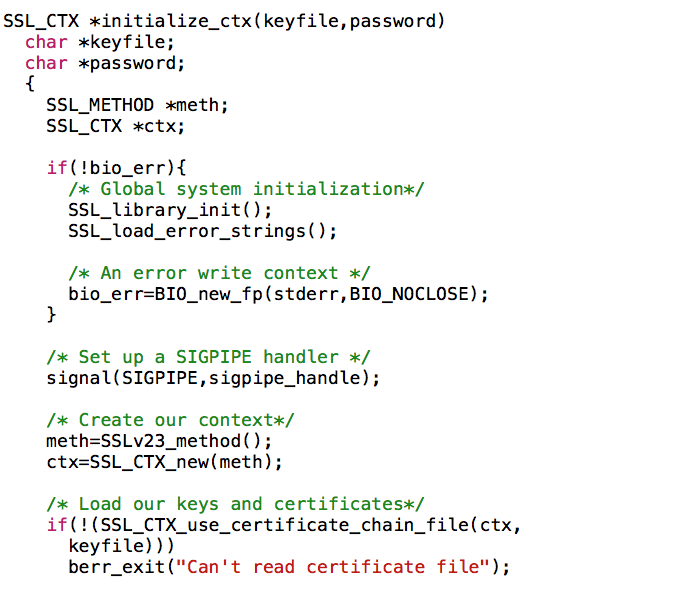 SSL_CTX *initialize_ctx(keyfile,password)
  char *keyfile;
  char *password;
  {
    SSL_METHOD *meth;
    SSL_CTX *ctx;

    if(!bio_err){
      /* Global system initialization*/
      SSL_library_init();
      SSL_load_error_strings();

      /* An error write context */
      bio_err=BIO_new_fp(stderr,BIO_NOCLOSE);
    }

    /* Set up a SIGPIPE handler */
    signal(SIGPIPE,sigpipe_handle);

    /* Create our context*/
    meth=SSLv23_method();
    ctx=SSL_CTX_new(meth);

    /* Load our keys and certificates*/
    if(!(SSL_CTX_use_certificate_chain_file(ctx,
      keyfile)))
      berr_exit("Can't read certificate file");